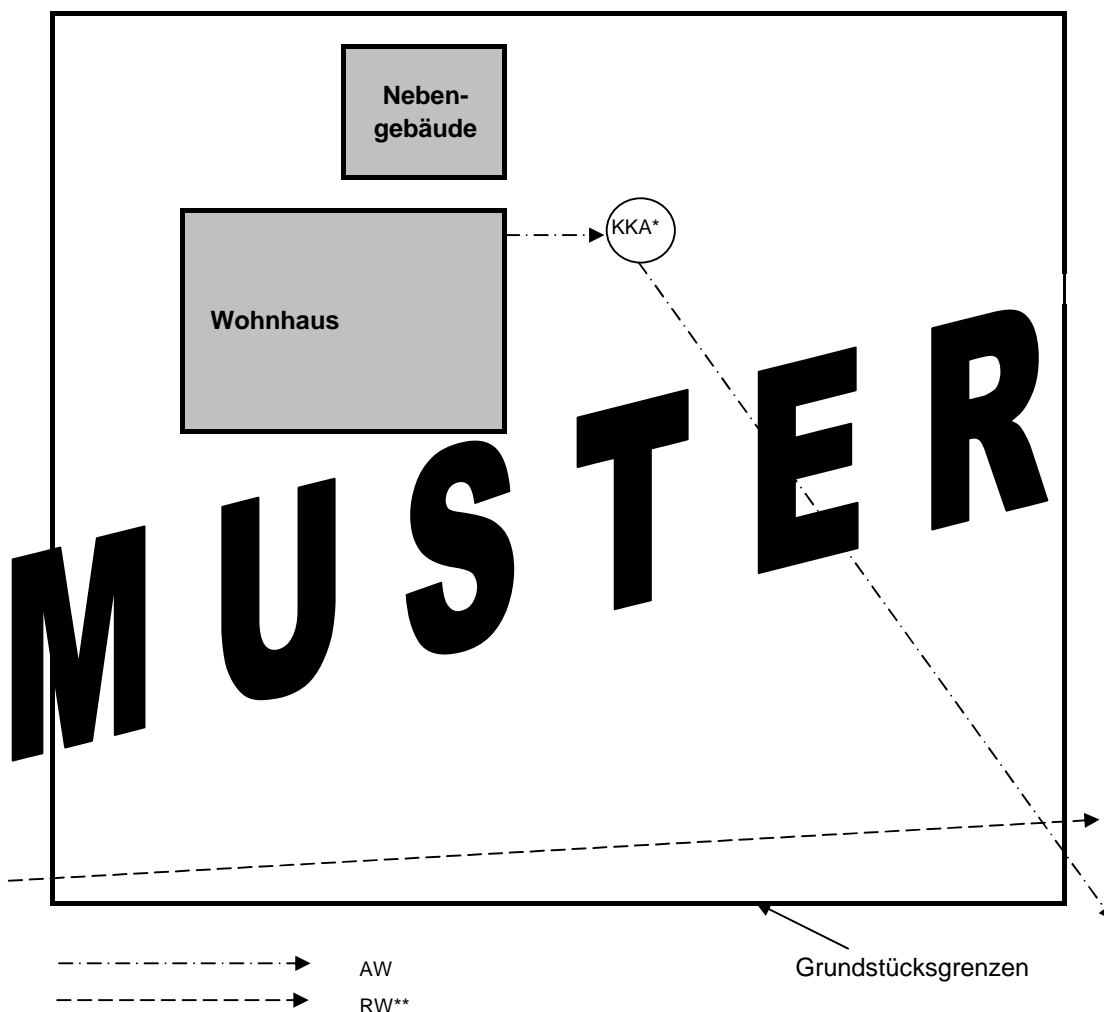 Neben-
gebäude
KKA*
Wohnhaus
MUSTER
Grundstücksgrenzen
AW
RW**